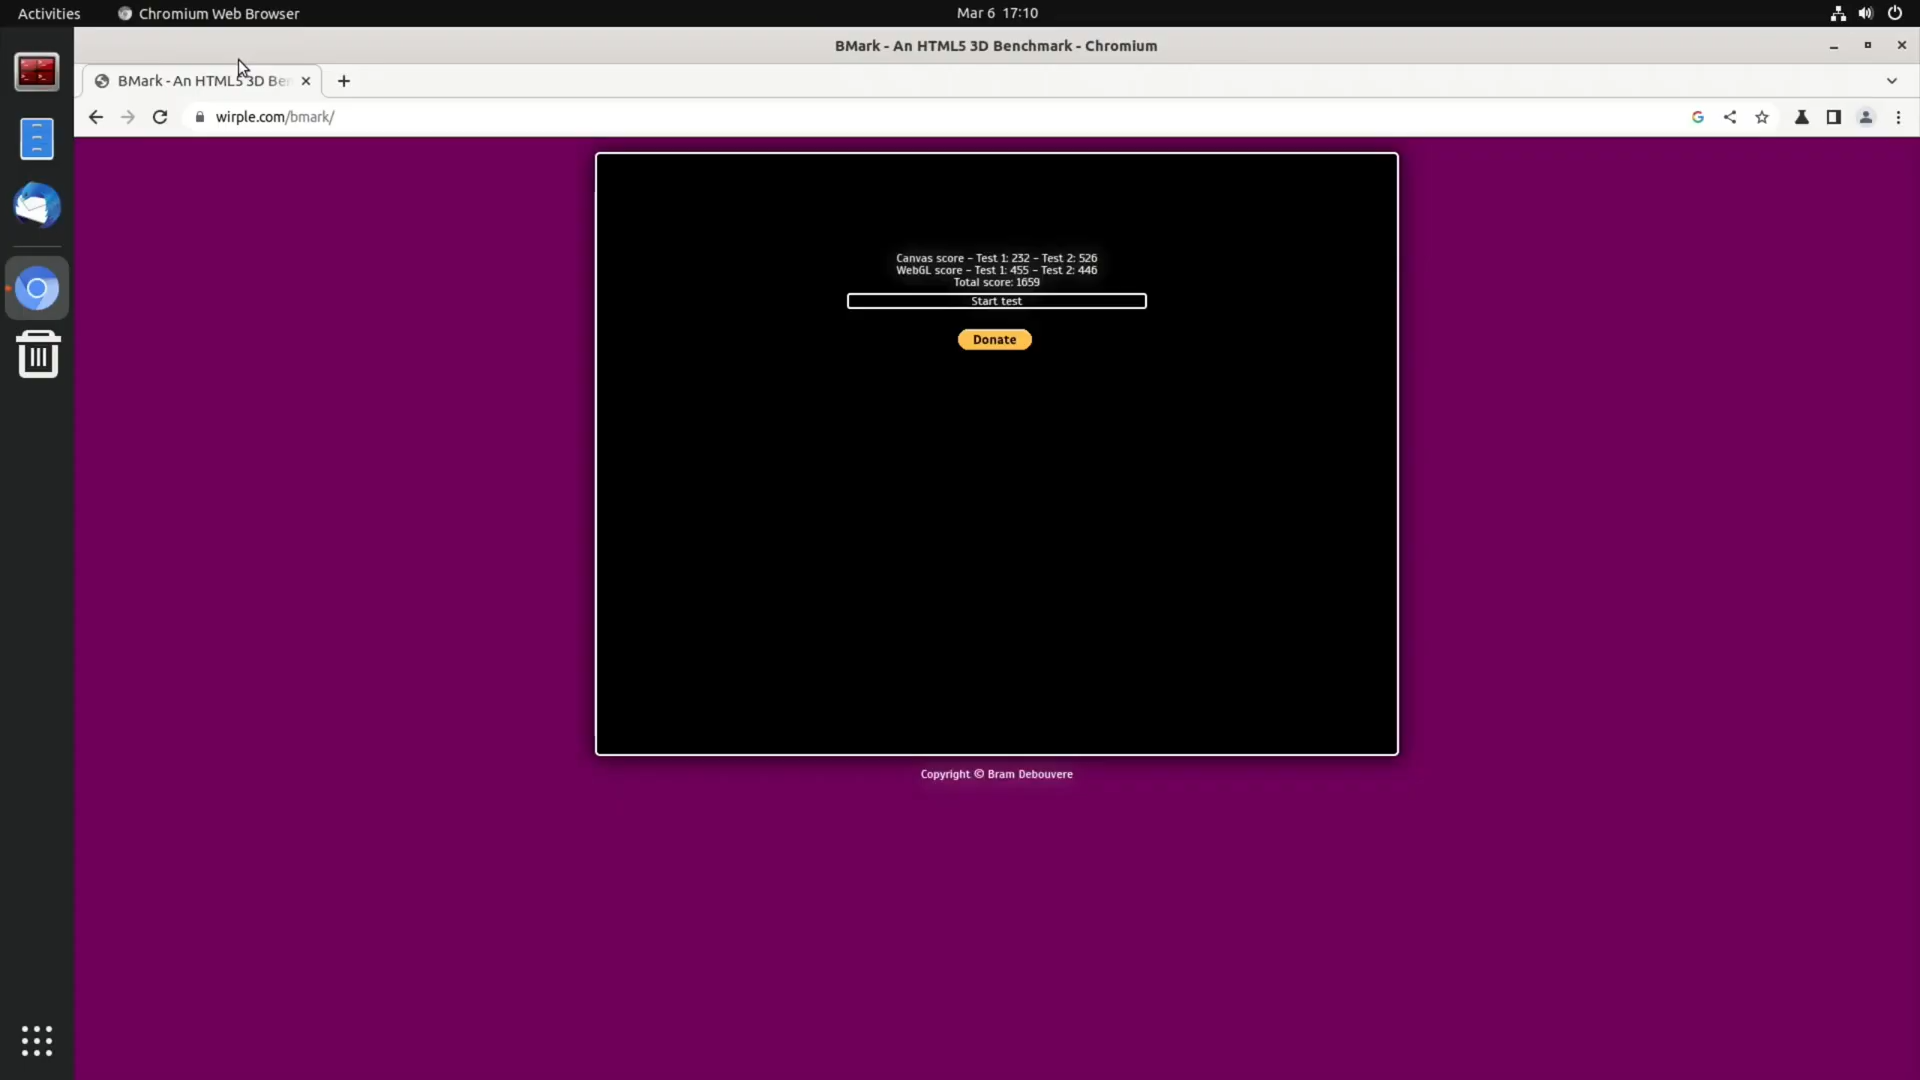 Activities
Chromium Web Browser
Mar 6 17:10
BMark - An HTML5 3D Benchmark - Chromium
BMark - An HTML5 3D Be
wirple.com/bmark/
Canvas score - Test 1: 232 - Test 2: 526
WebGL score - Test 1: 455 - Test 2: 446
Total score: 1659
Start test
Donate
Copyright © Bram Debouvere